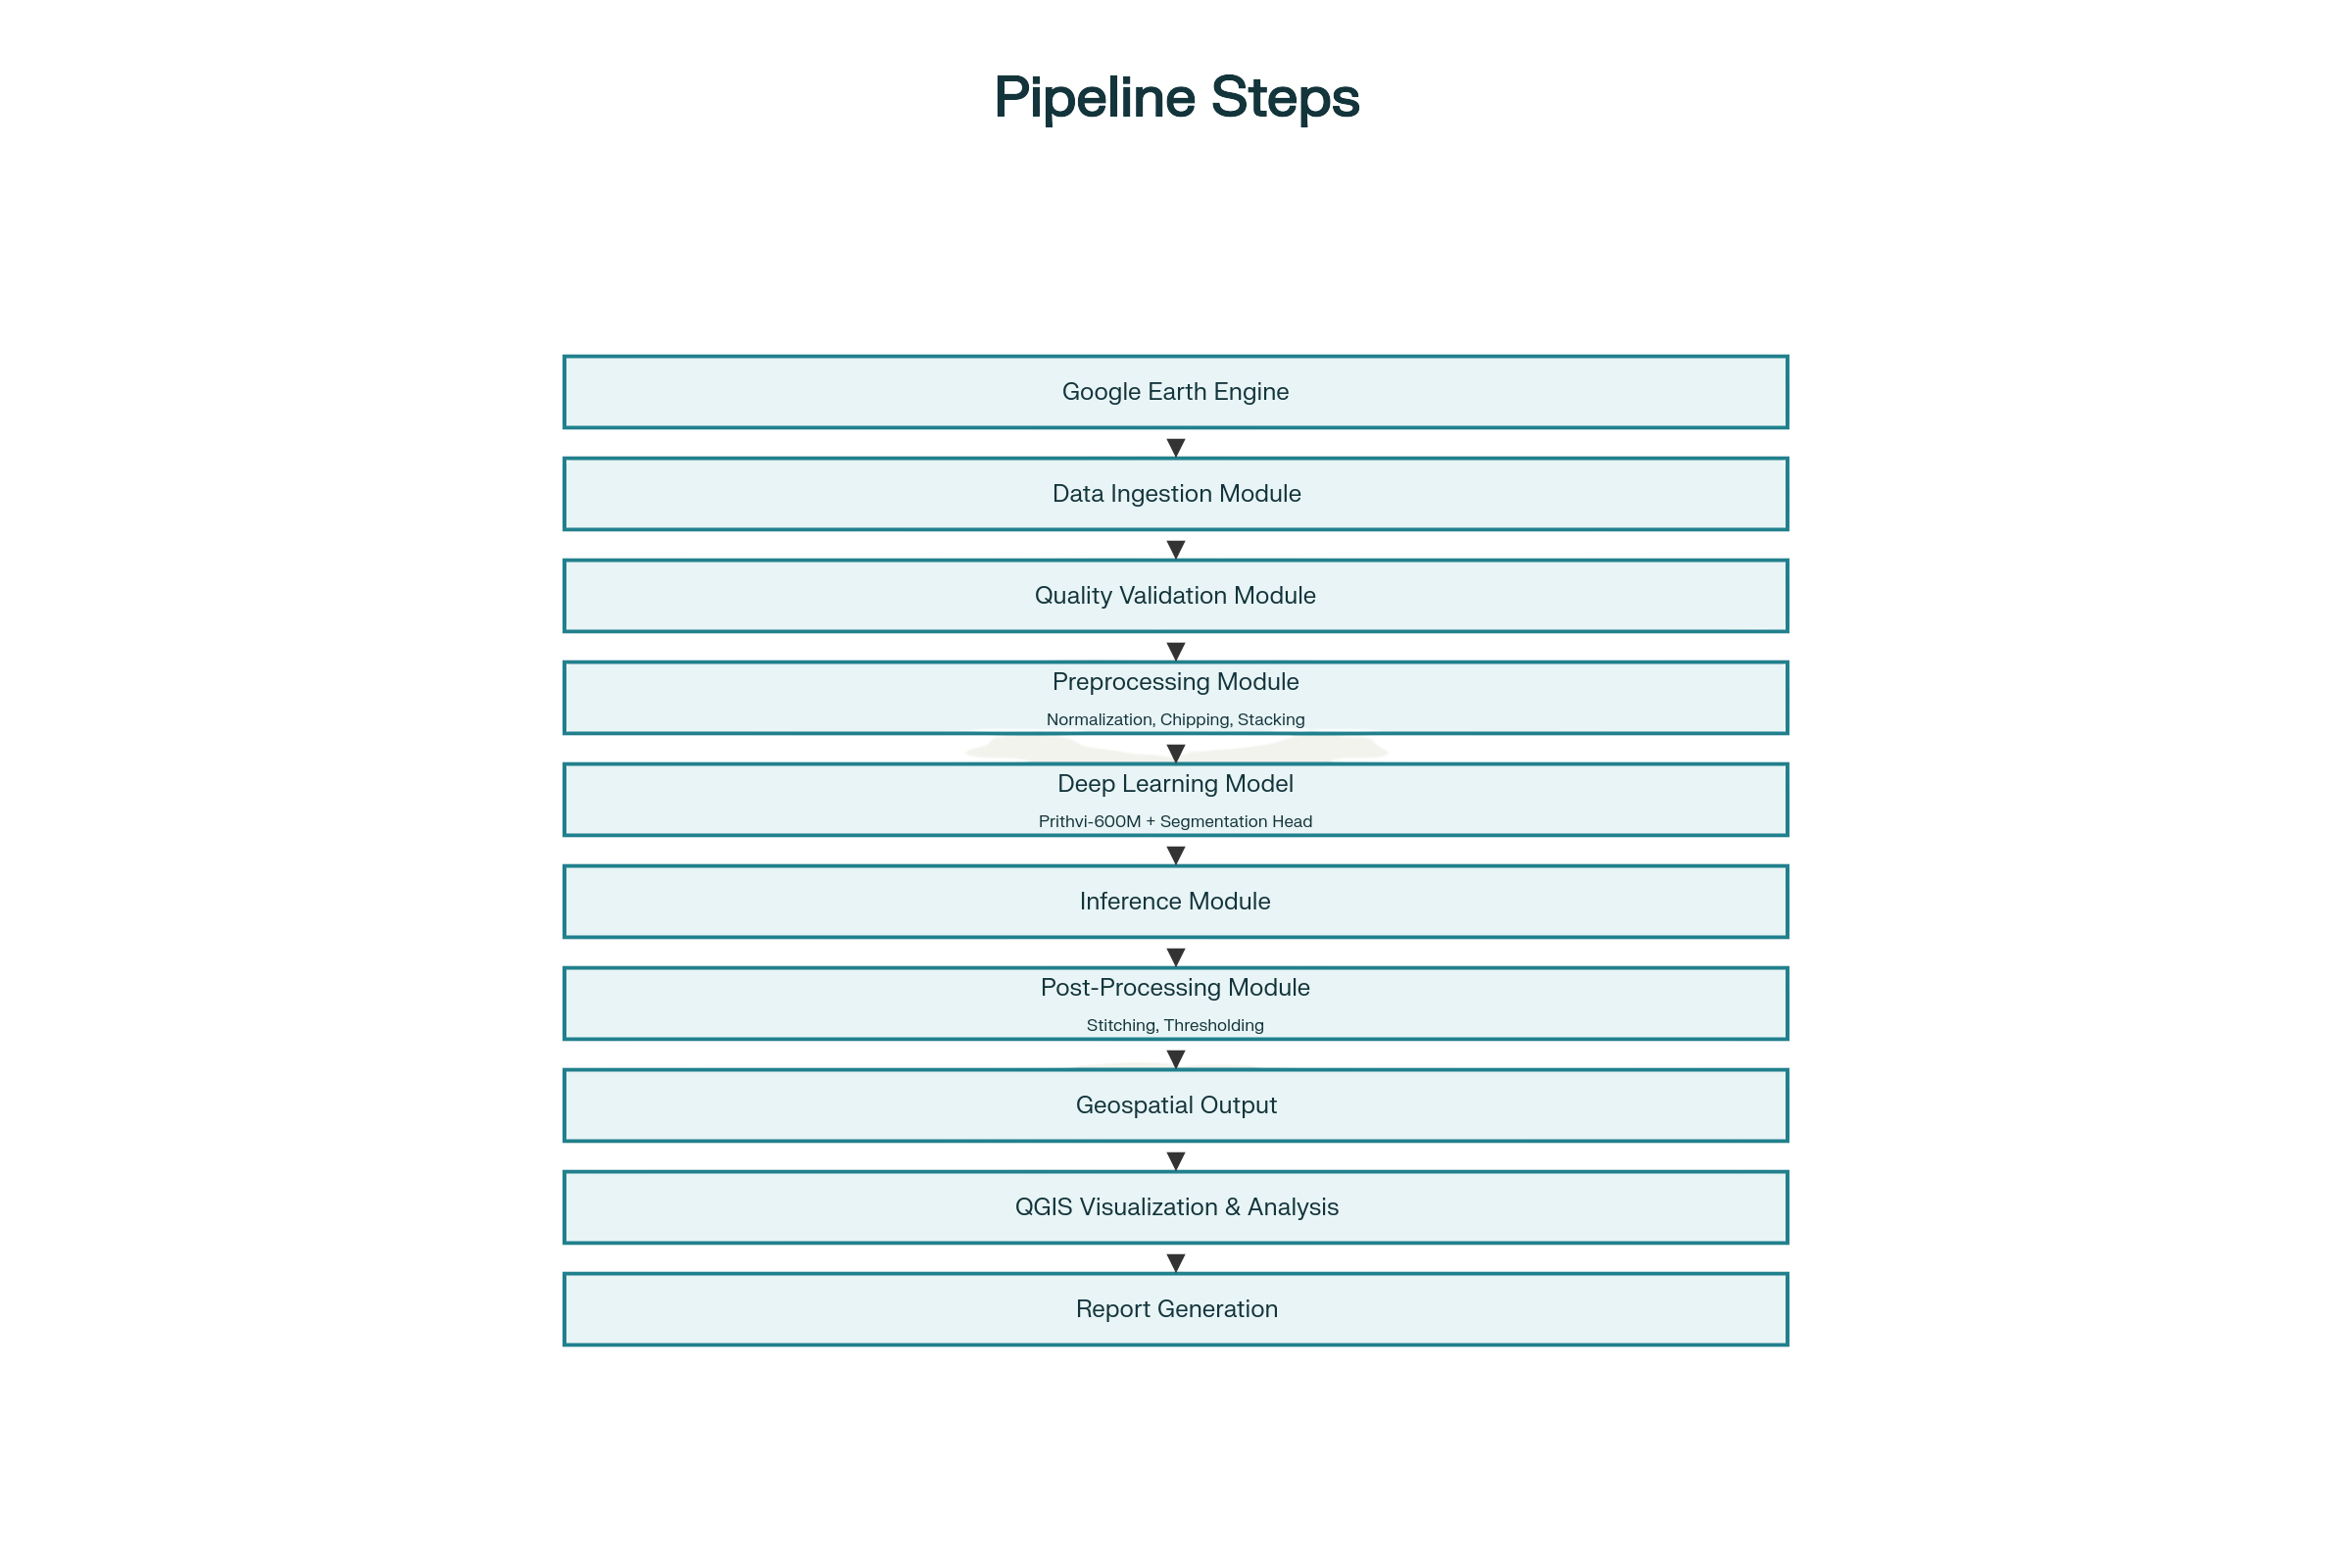 Pipeline Steps
Google Earth Engine
Data Ingestion Module
Quality Validation Module
Preprocessing Module
Normalization, Chipping, Stacking
Deep Learning Model
Prithvi-600M + Segmentation Head
Inference Module
Post-Processing Module
Stitching, Thresholding
Geospatial Output
QGIS Visualization & Analysis
Report Generation